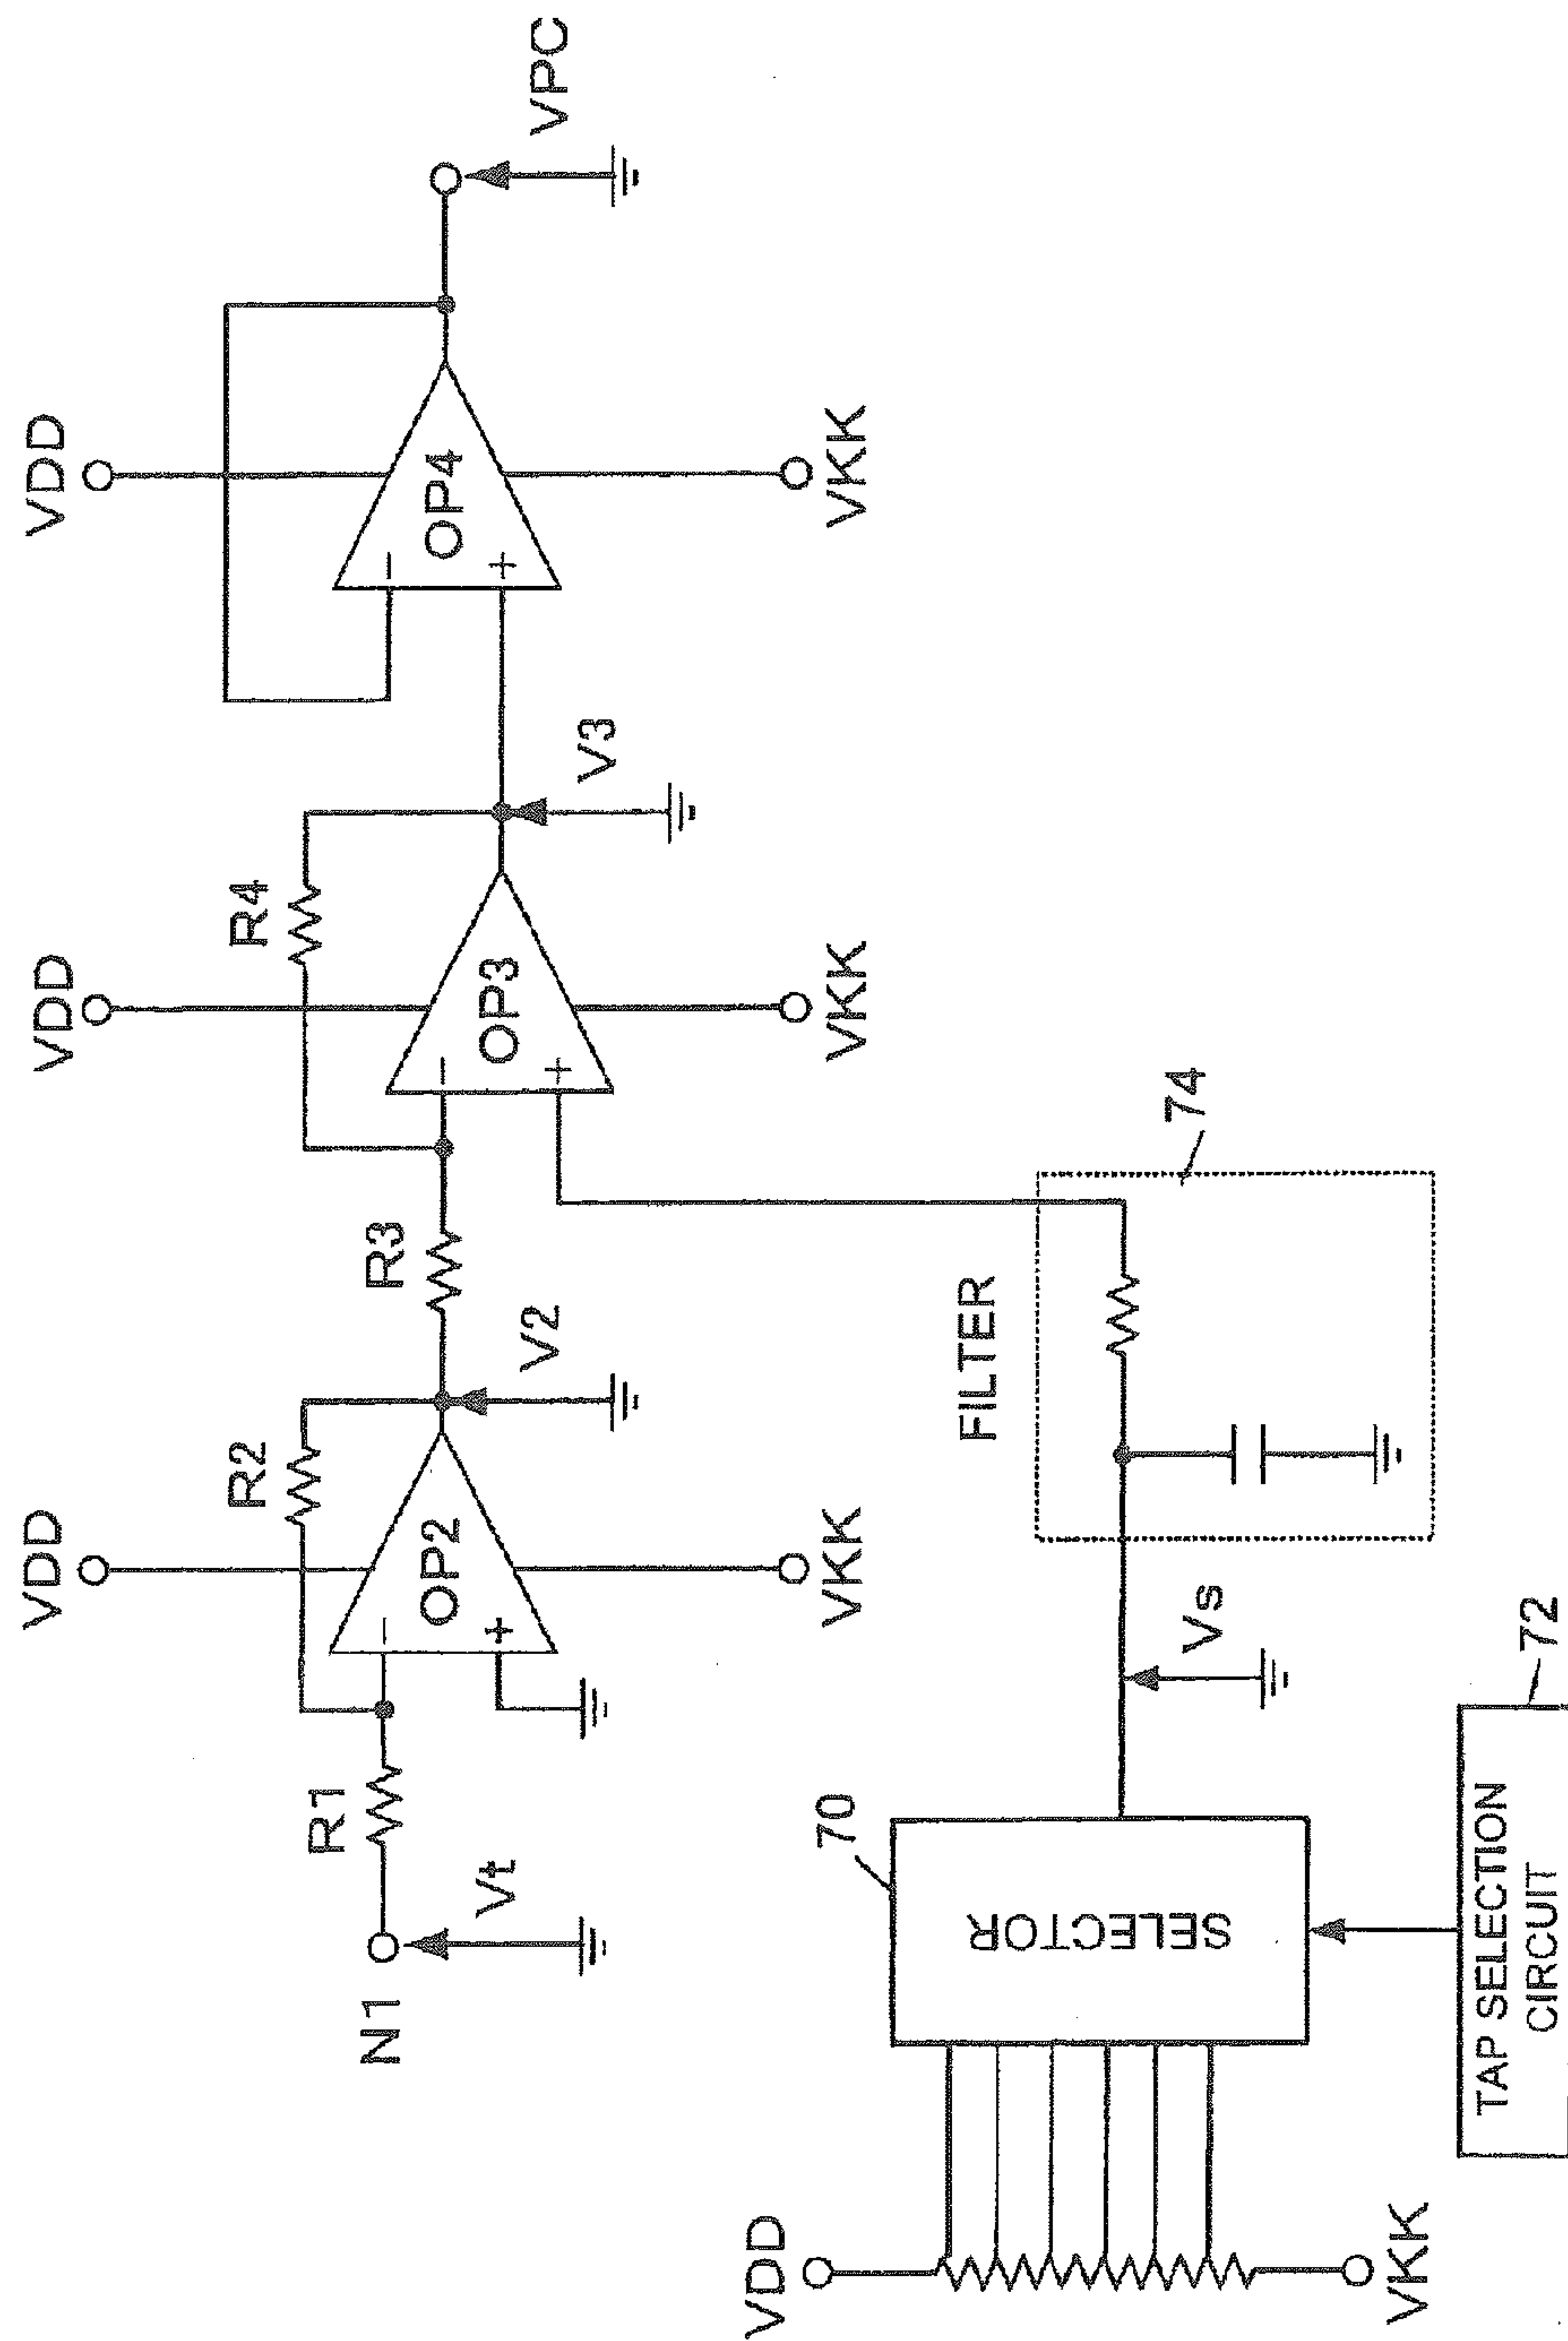 VDD
VDD
VDD
R2
R4
R1
R3
N1
Vt
−
+
OP2
V2
−
+
OP3
V3
−
+
OP4
VPC
VKK
VKK
VKK
VDD
VKK
70
SELECTOR
Vs
FILTER
74
TAP SELECTION
CIRCUIT
72